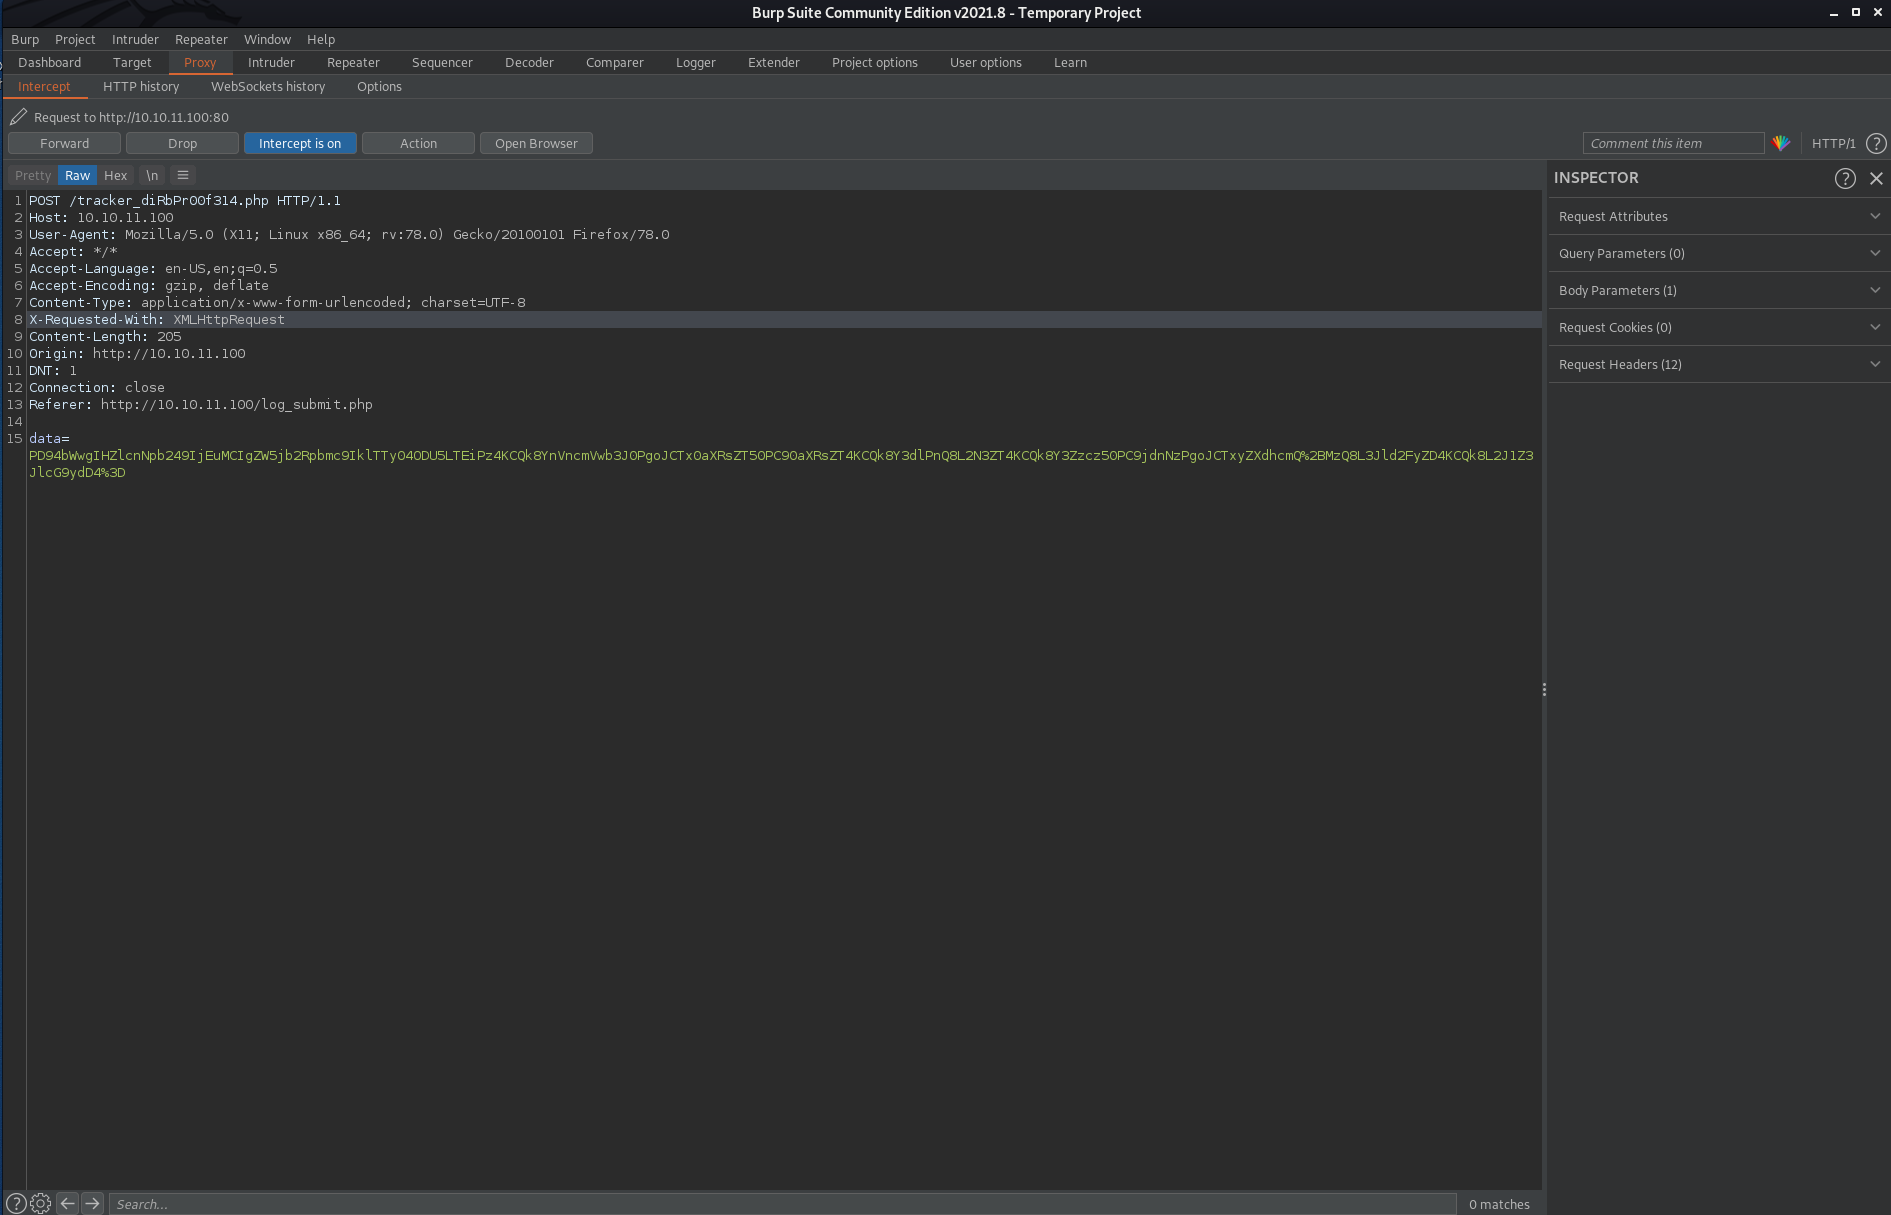 Burp Suite Community Edition v2021.8 - Temporary Project
Burp Project Intruder Repeater Window Help
Dashboard Target Proxy Intruder Repeater Sequencer Decoder Comparer Logger Extender Project options User options Learn
Intercept HTTP history WebSockets history Options
Request to http://10.10.11.100:80
Forward Drop Intercept is on Action Open Browser Comment this item HTTP/1 ?
Pretty Raw Hex \n ☰
INSPECTOR ?
1 POST /tracker_diRbPr00f314.php HTTP/1.1
2 Host: 10.10.11.100
3 User-Agent: Mozilla/5.0 (X11; Linux x86_64; rv:78.0) Gecko/20100101 Firefox/78.0
4 Accept: */*
5 Accept-Language: en-US,en;q=0.5
6 Accept-Encoding: gzip, deflate
7 Content-Type: application/x-www-form-urlencoded; charset=UTF-8
8 X-Requested-With: XMLHttpRequest
9 Content-Length: 205
10 Origin: http://10.10.11.100
11 DNT: 1
12 Connection: close
13 Referer: http://10.10.11.100/log_submit.php
14
15 data=
PD94bWwgIHZlcnNpb249IjEuMCIgZW5jb2Rpbmc9IklTTy04ODU5LTEiPz4KCQk8YnVncmVwb3J0PgoJCTx0aXRsZT50PC90aXRsZT4KCQk8Y3dlPnQ8L2N3ZT4KCQk8Y3Zzcz50PC9jdnNzPgoJCTxyZXdhcmQ%2BMzQ8L3Jld2FyZD4KCQk8L2J1Z3
JlcG9ydD4%3D
Request Attributes
Query Parameters (0)
Body Parameters (1)
Request Cookies (0)
Request Headers (12)
? Search... 0 matches